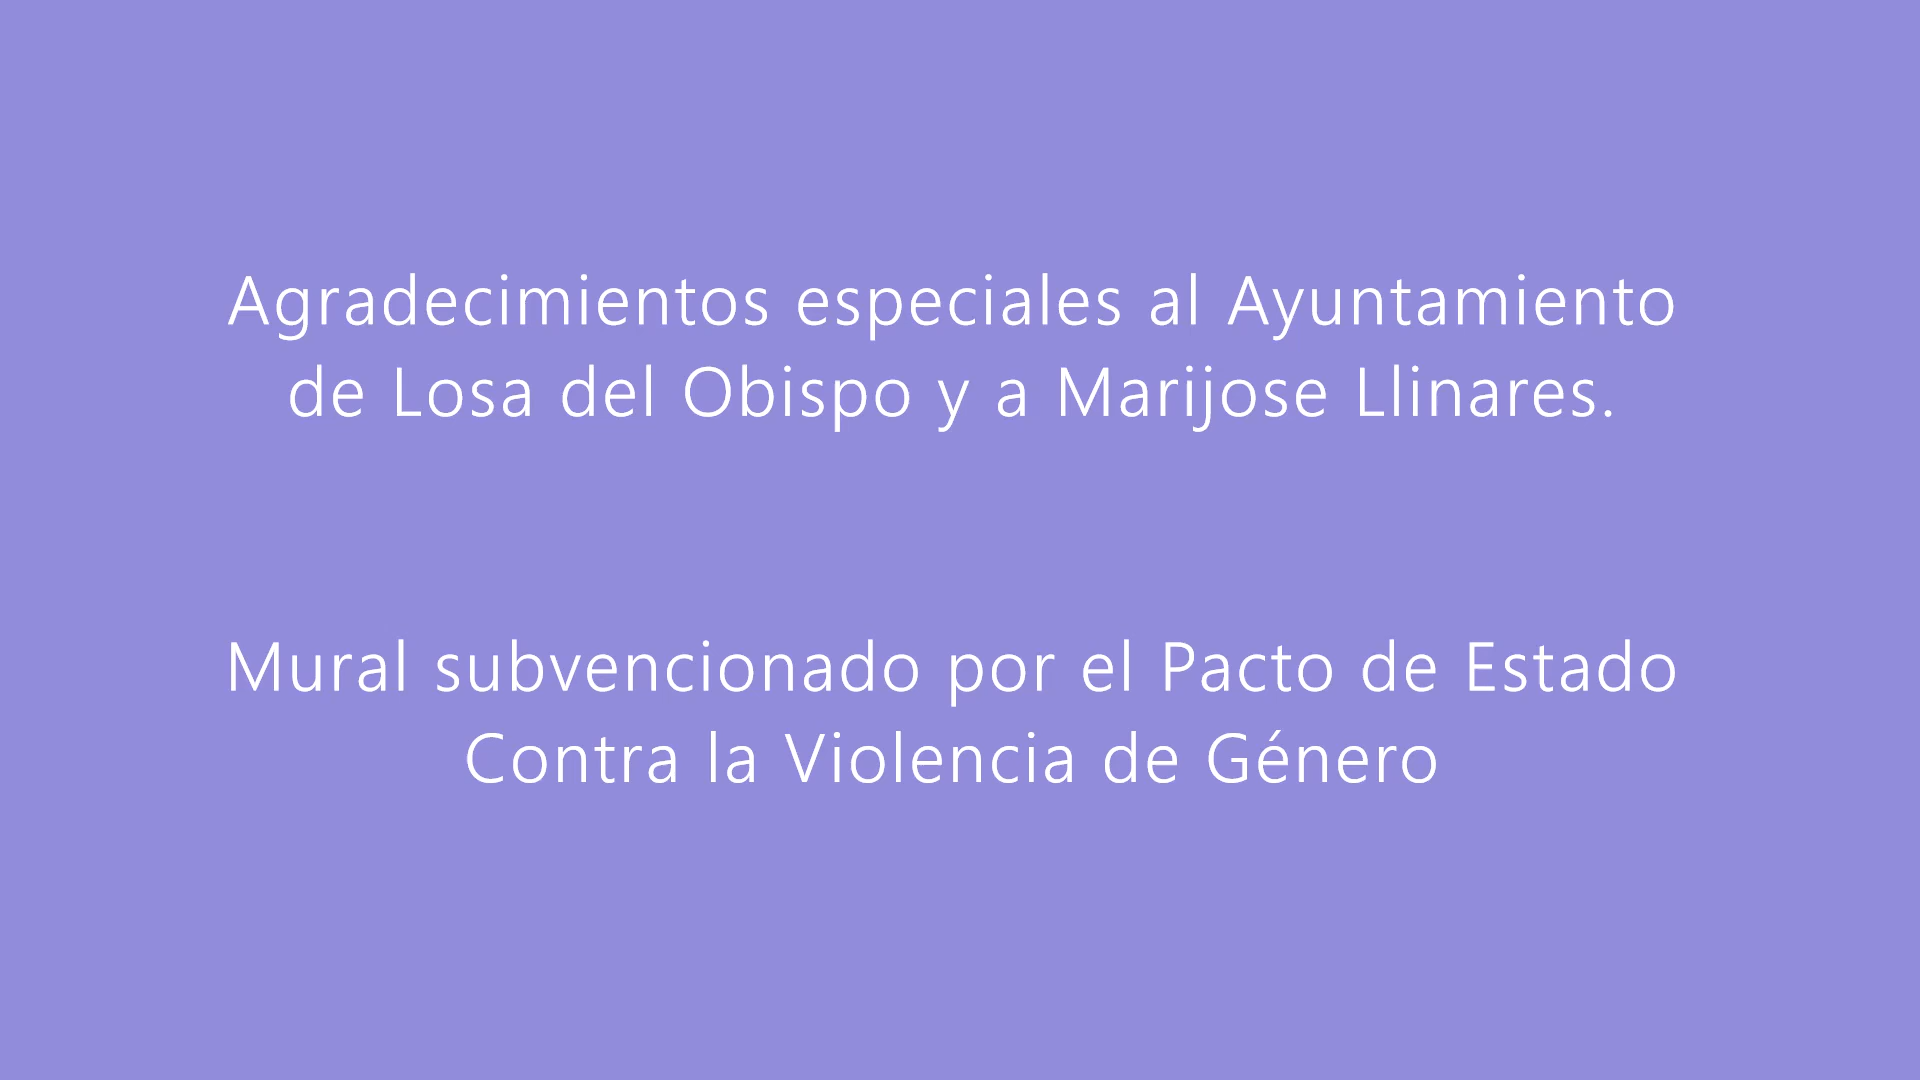 Agradecimientos especiales al Ayuntamiento
de Losa del Obispo y a Marijose Llinares.
Mural subvencionado por el Pacto de Estado
Contra la Violencia de Género